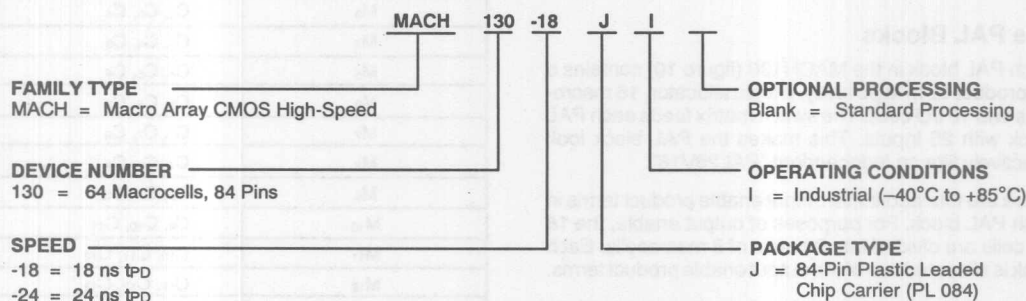 MACH 130 -18 J I
FAMILY TYPE
MACH = Macro Array CMOS High-Speed
DEVICE NUMBER
130 = 64 Macrocells, 84 Pins
SPEED
-18 = 18 ns tPD
-24 = 24 ns tPD
OPTIONAL PROCESSING
Blank = Standard Processing
OPERATING CONDITIONS
I = Industrial (–40°C to +85°C)
PACKAGE TYPE
J = 84-Pin Plastic Leaded
Chip Carrier (PL 084)